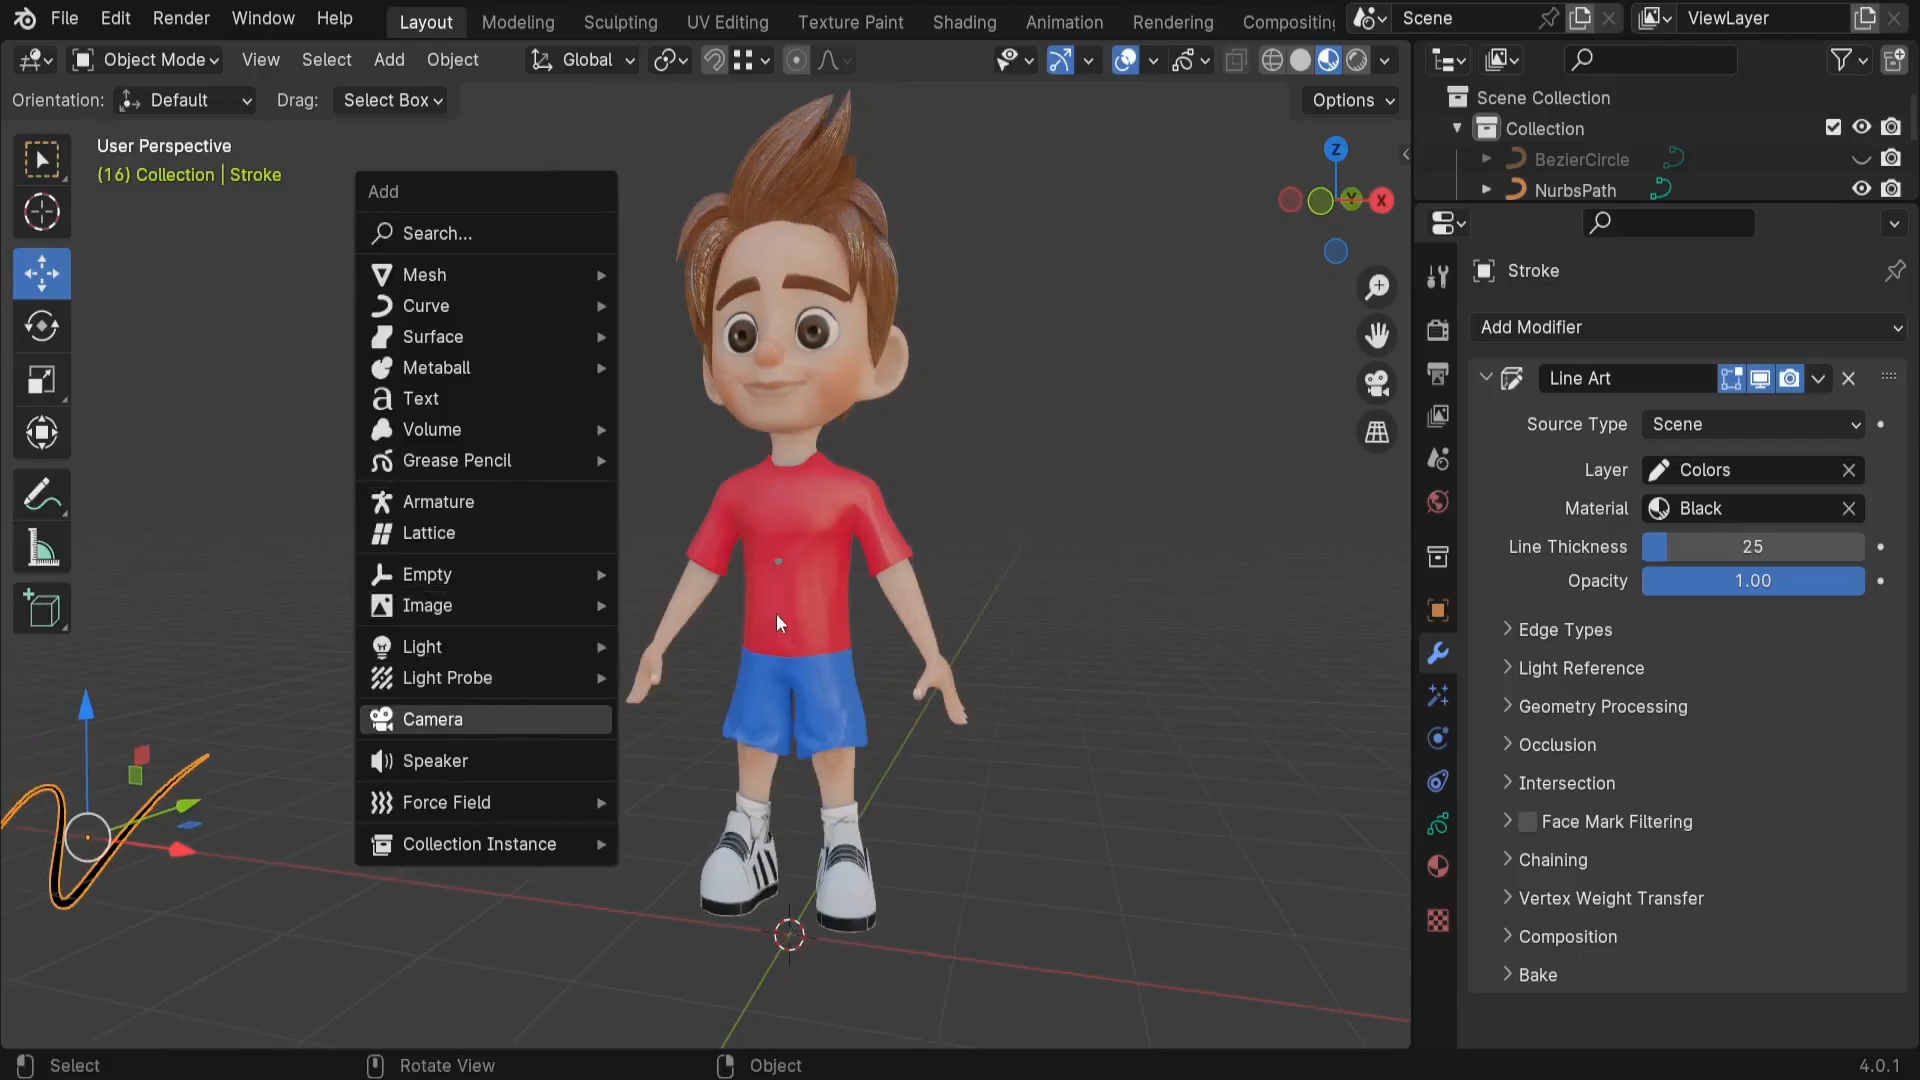 File Edit Render Window Help Layout Modeling Sculpting UV Editing Texture Paint Shading Animation Rendering Compositing Scene ViewLayer
Object Mode View Select Add Object Global
Orientation: Default Drag: Select Box Options
User Perspective
(16) Collection | Stroke
Add
Search...
Mesh
Curve
Surface
Metaball
Text
Volume
Grease Pencil
Armature
Lattice
Empty
Image
Light
Light Probe
Camera
Speaker
Force Field
Collection Instance
Z
Y
X
Scene Collection
Collection
BezierCircle
NurbsPath
Stroke
Add Modifier
Line Art
Source Type Scene
Layer Colors
Material Black
Line Thickness 25
Opacity 1.00
Edge Types
Light Reference
Geometry Processing
Occlusion
Intersection
Face Mark Filtering
Chaining
Vertex Weight Transfer
Composition
Bake
Select Rotate View Object 4.0.1